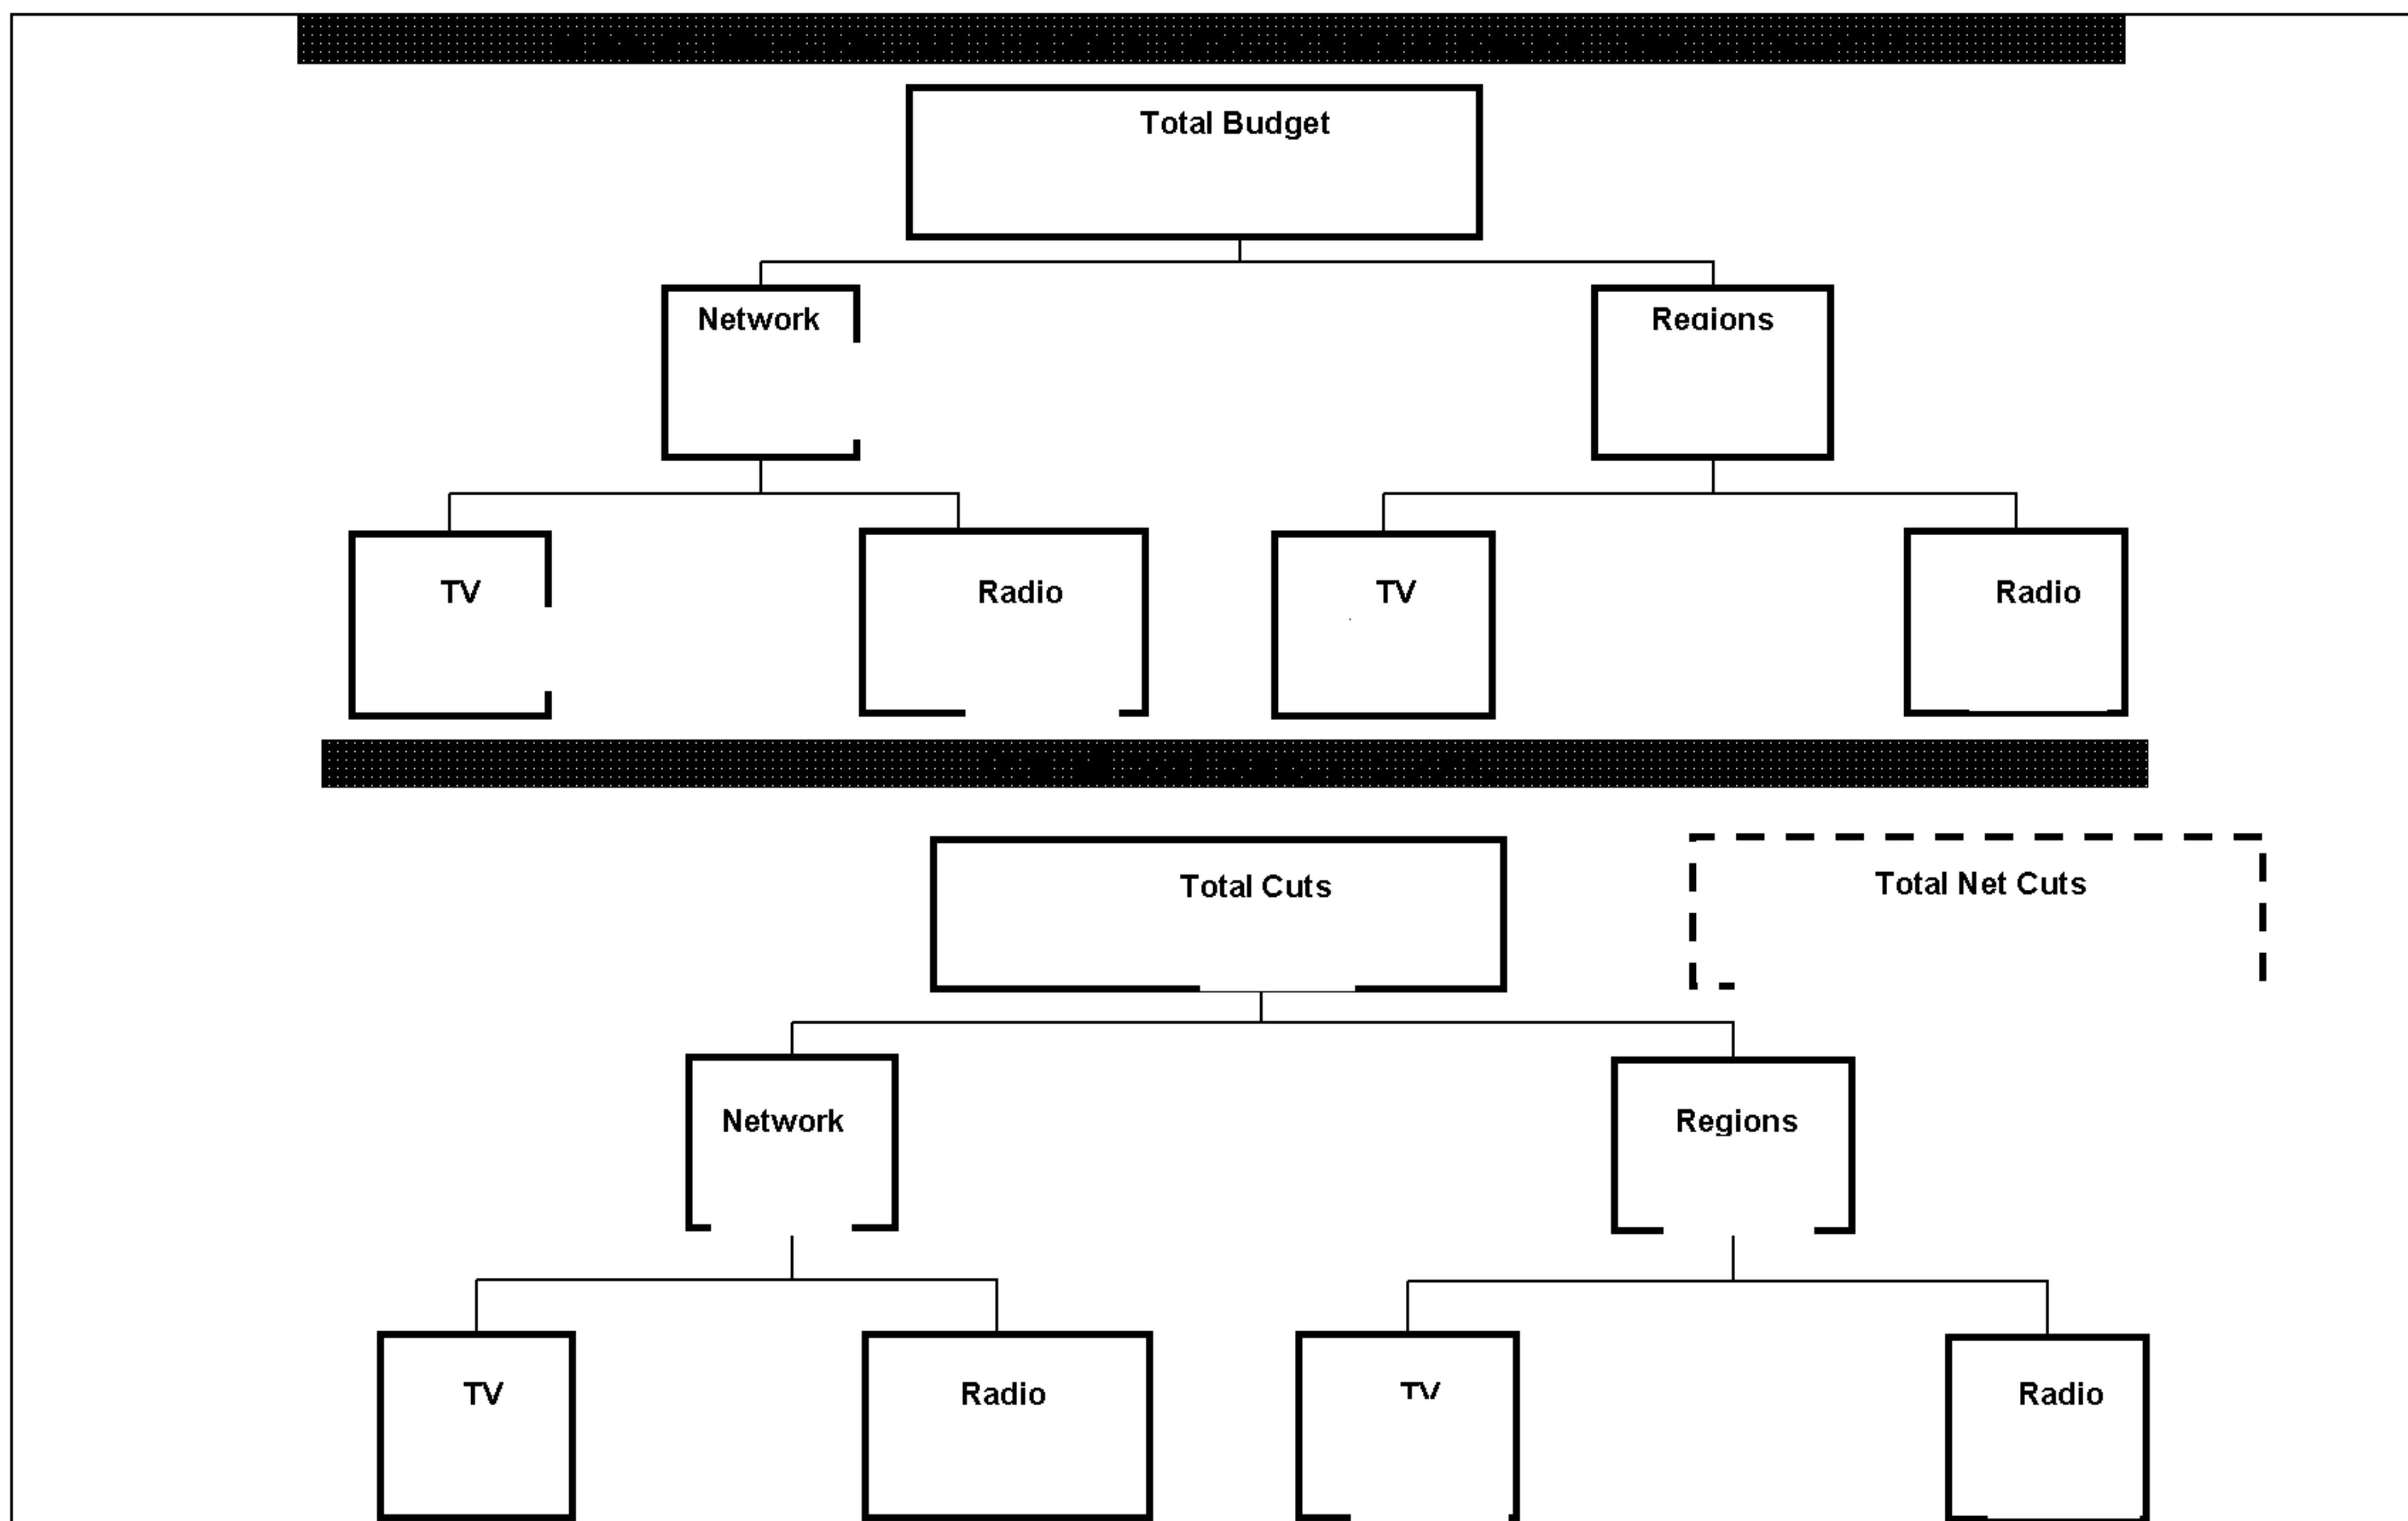 Total Budget
Network
Regions
TV
Radio
TV
Radio
Total Cuts
Total Net Cuts
Network
Regions
TV
Radio
TV
Radio